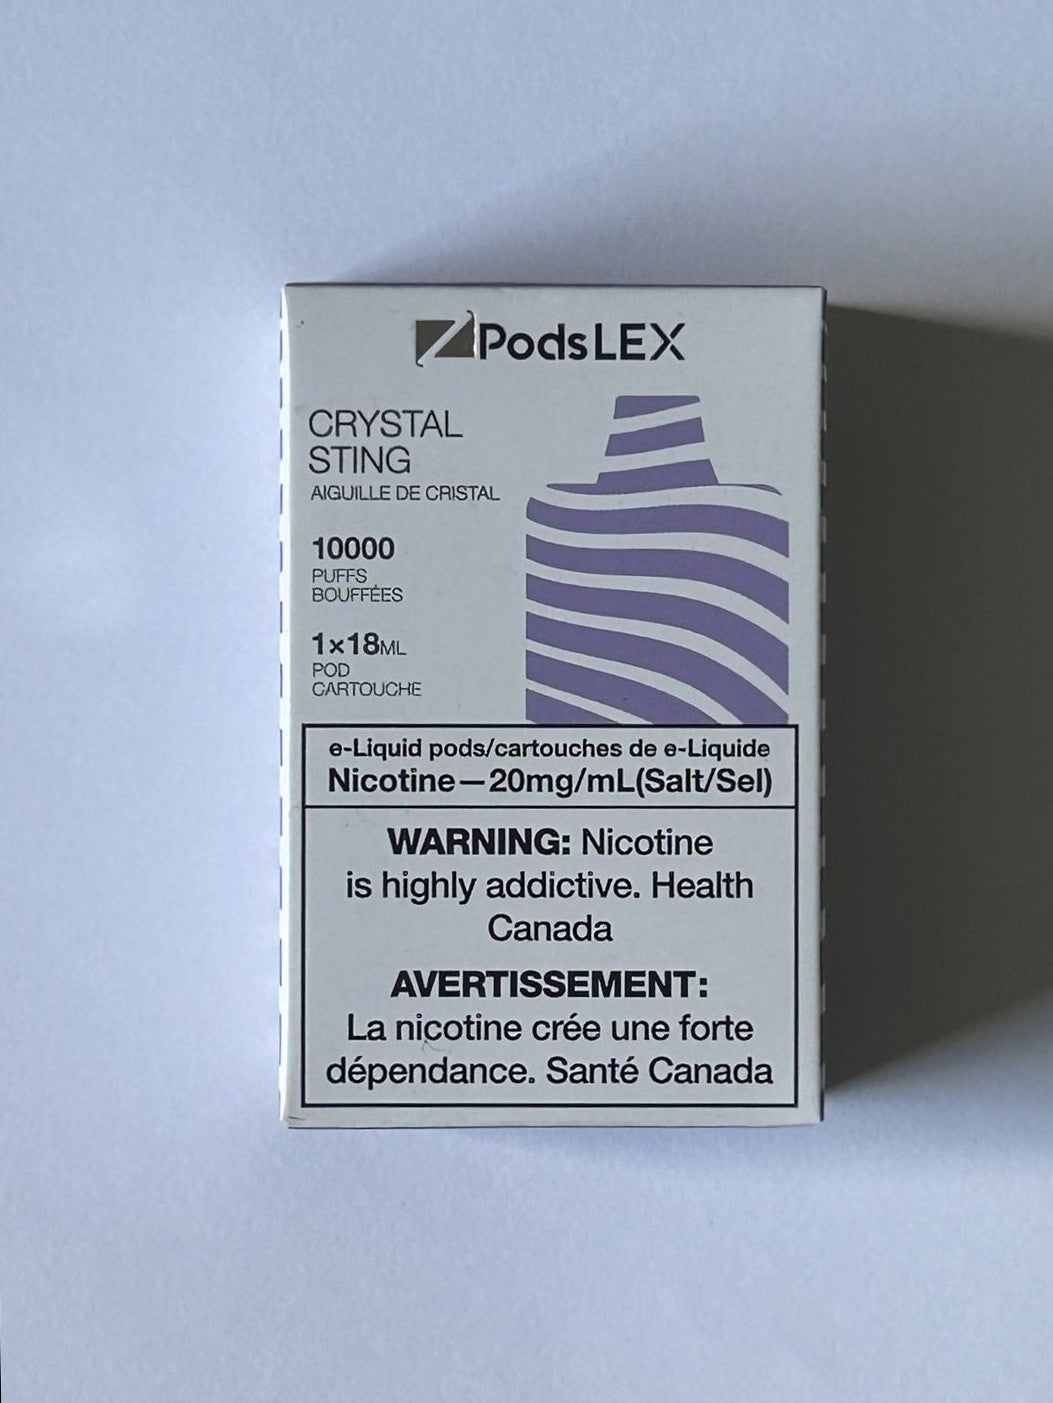 ZPodsLEX
CRYSTAL
STING
AIGUILLE DE CRISTAL
10000
PUFFS
BOUFFÉES
1×18ML
POD
CARTOUCHE
e-Liquid pods/cartouches de e-Liquide
Nicotine—20mg/mL(Salt/Sel)
WARNING: Nicotine
is highly addictive. Health
Canada
AVERTISSEMENT:
La nicotine crée une forte
dépendance. Santé Canada